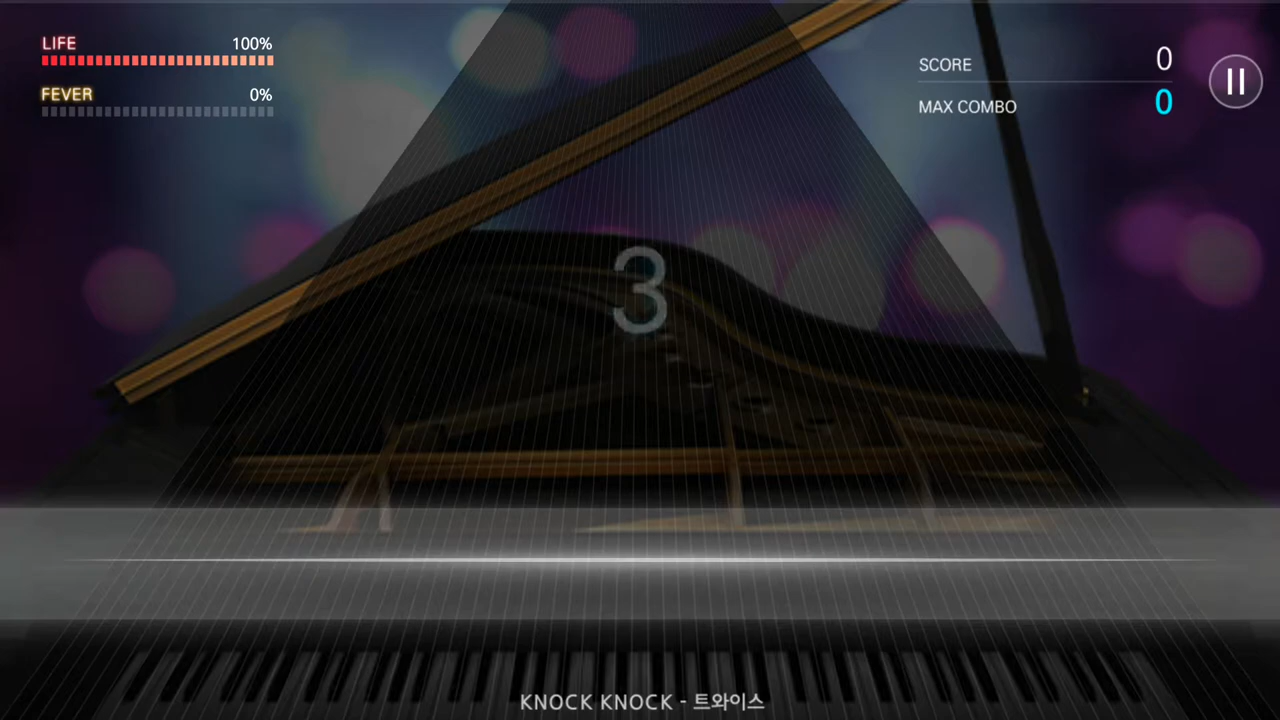 LIFE 100%
FEVER 0%
SCORE 0
MAX COMBO 0
3
KNOCK KNOCK - 트와이스